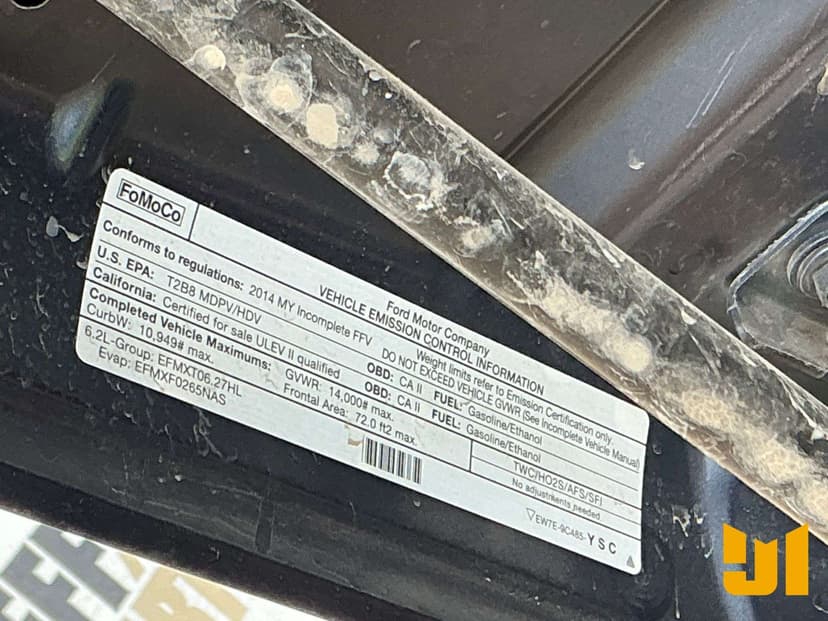 FoMoCo
Ford Motor Company
VEHICLE EMISSION CONTROL INFORMATION
Conforms to regulations: 2014 MY Incomplete FFV
Weight limits refer to Emission Certification only.
DO NOT EXCEED VEHICLE GVWR (See Incomplete Vehicle Manual)
U.S. EPA: T2B8 MDPV/HDV OBD: CA II FUEL: Gasoline/Ethanol
California: Certified for sale ULEV II qualified OBD: CA II FUEL: Gasoline/Ethanol
Completed Vehicle Maximums: GVWR: 14,000# max.
CurbW: 10,949# max. Frontal Area: 72.0 ft2 max.
6.2L-Group: EFMXT06.27HL
Evap: EFMXF0265NAS
TWC/HO2S/AFS/SFI
No adjustments needed
EW7E-9C485-YSC